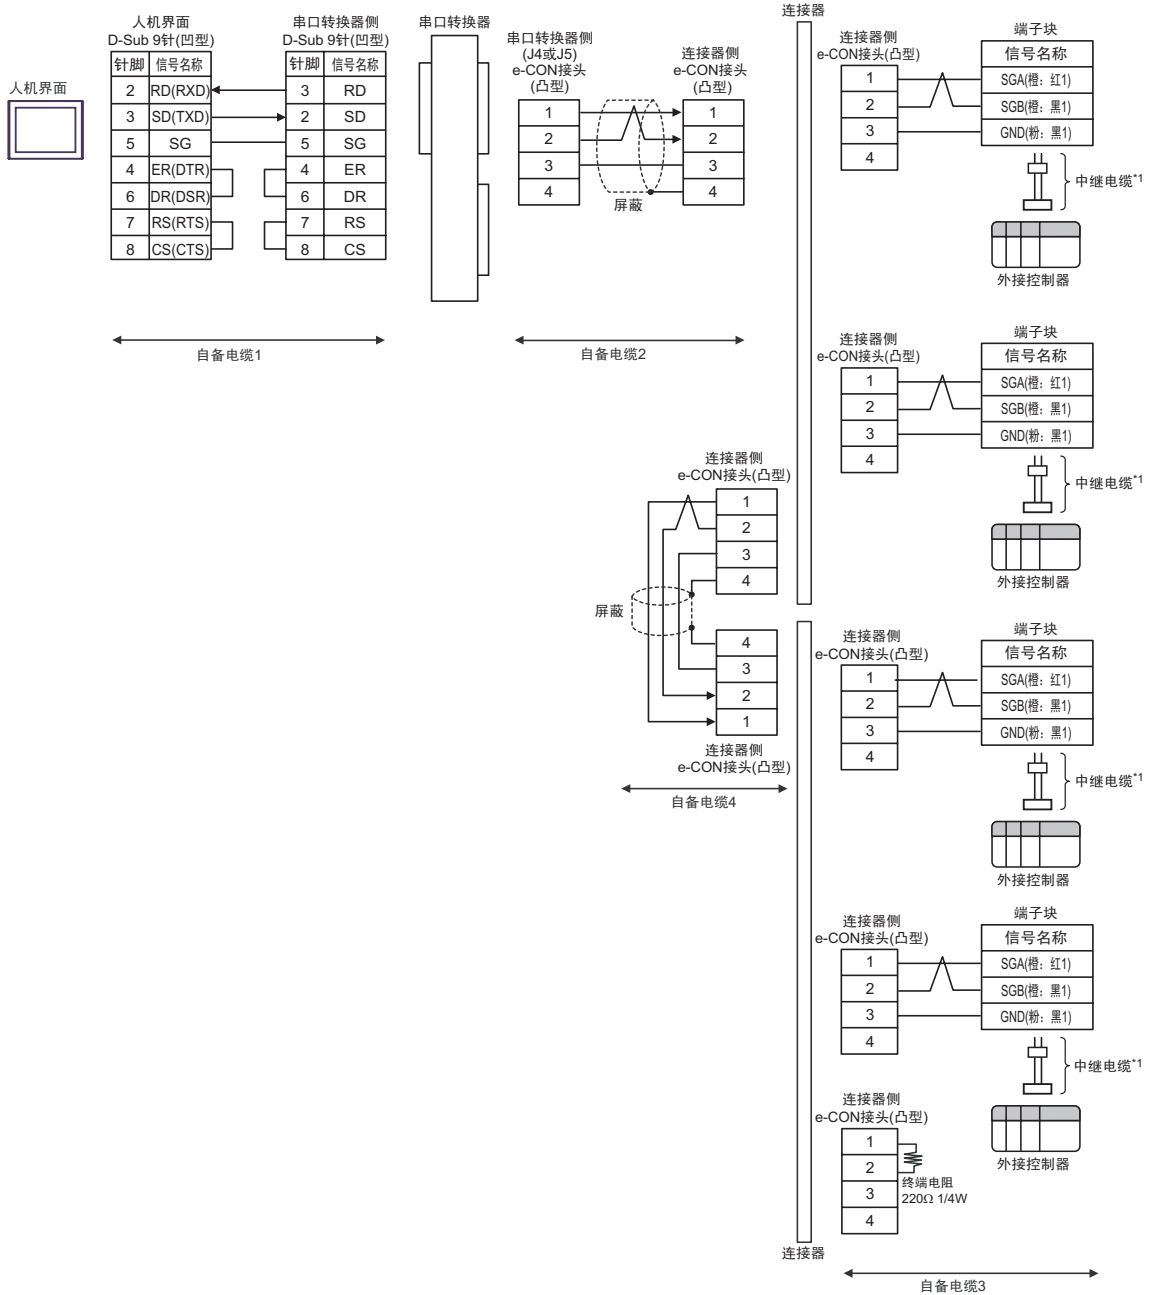 人机界面
人机界面
D-Sub 9针(凹型)
针脚 信号名称
2 RD(RXD)
3 SD(TXD)
5 SG
4 ER(DTR)
6 DR(DSR)
7 RS(RTS)
8 CS(CTS)
串口转换器侧
D-Sub 9针(凹型)
针脚 信号名称
3 RD
2 SD
5 SG
4 ER
6 DR
7 RS
8 CS
自备电缆1
串口转换器
串口转换器侧
(J4或J5)
e-CON接头
(凸型)
1
2
3
4
屏蔽
连接器侧
e-CON接头
(凸型)
1
2
3
4
自备电缆2
连接器
连接器侧
e-CON接头(凸型)
1
2
3
4
端子块
信号名称
SGA(橙：红1)
SGB(橙：黑1)
GND(粉：黑1)
中继电缆*1
外接控制器
连接器侧
e-CON接头(凸型)
1
2
3
4
端子块
信号名称
SGA(橙：红1)
SGB(橙：黑1)
GND(粉：黑1)
中继电缆*1
外接控制器
连接器侧
e-CON接头(凸型)
1
2
3
4
屏蔽
4
3
2
1
连接器侧
e-CON接头(凸型)
自备电缆4
连接器侧
e-CON接头(凸型)
1
2
3
4
端子块
信号名称
SGA(橙：红1)
SGB(橙：黑1)
GND(粉：黑1)
中继电缆*1
外接控制器
连接器侧
e-CON接头(凸型)
1
2
3
4
端子块
信号名称
SGA(橙：红1)
SGB(橙：黑1)
GND(粉：黑1)
中继电缆*1
外接控制器
连接器侧
e-CON接头(凸型)
1
2
3
4
终端电阻
220Ω 1/4W
连接器
自备电缆3